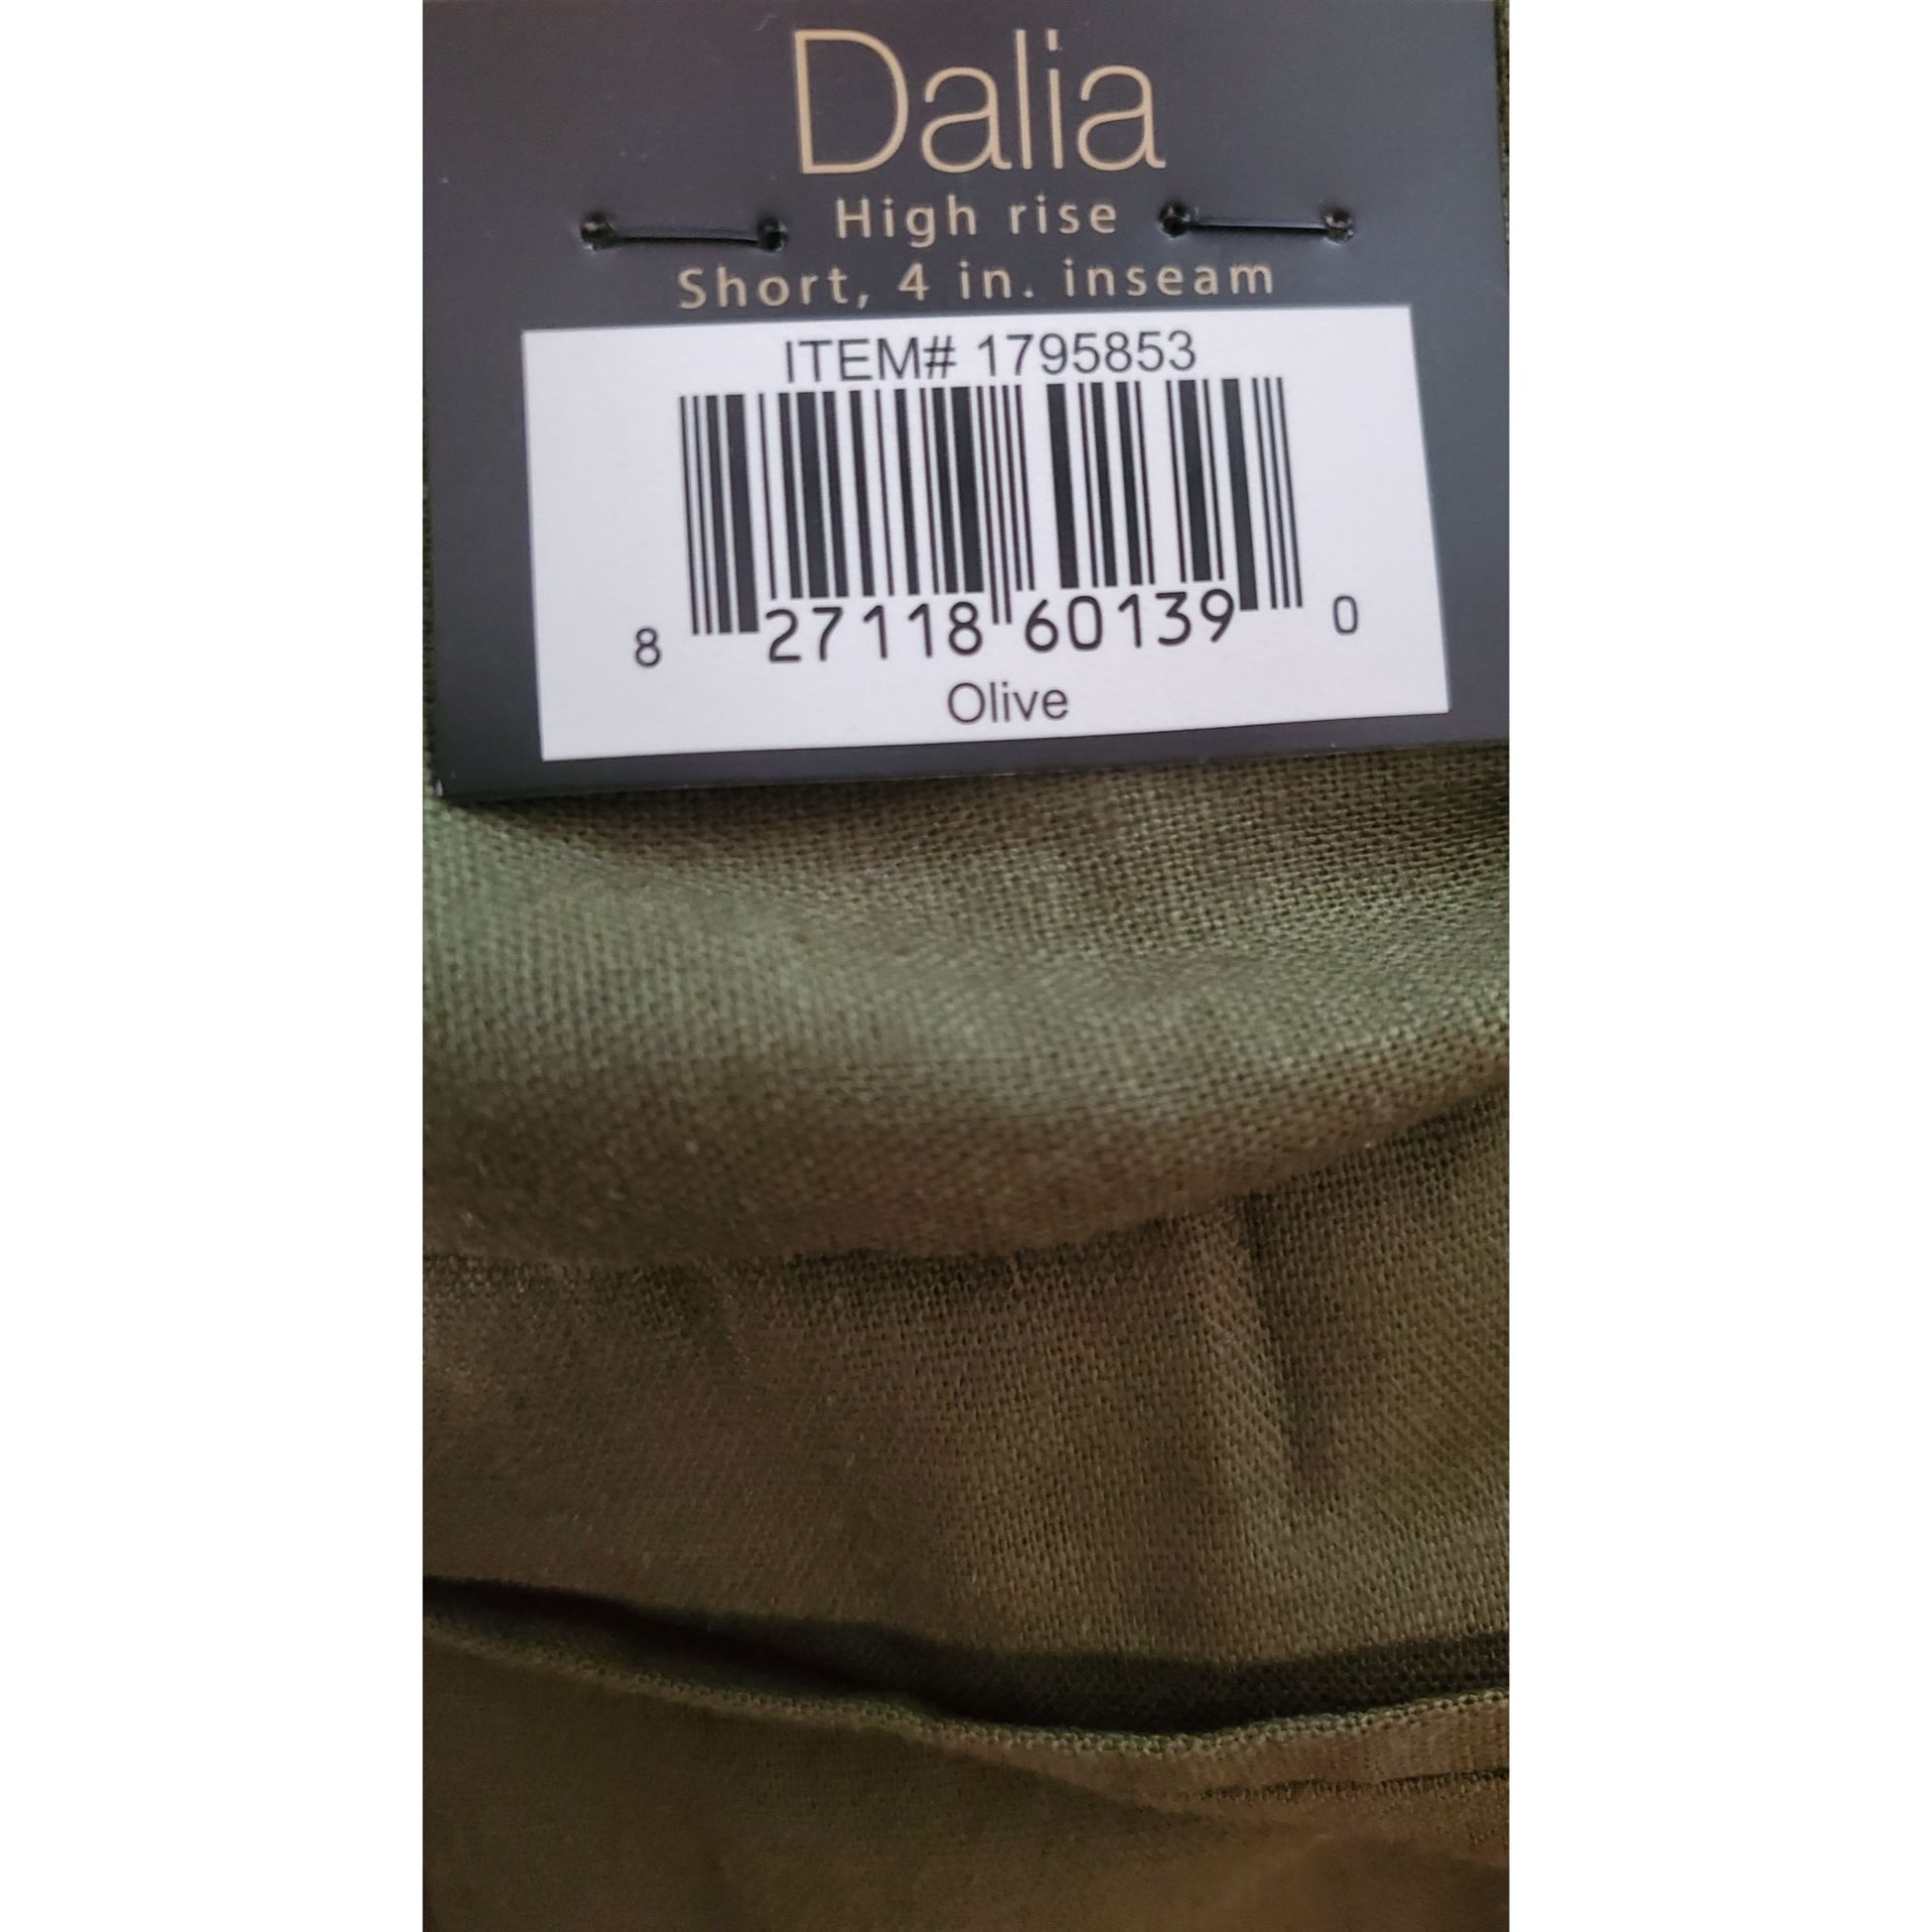 Dalia
High rise
Short, 4 in. inseam
ITEM# 1795853
8 27118 60139 0
Olive